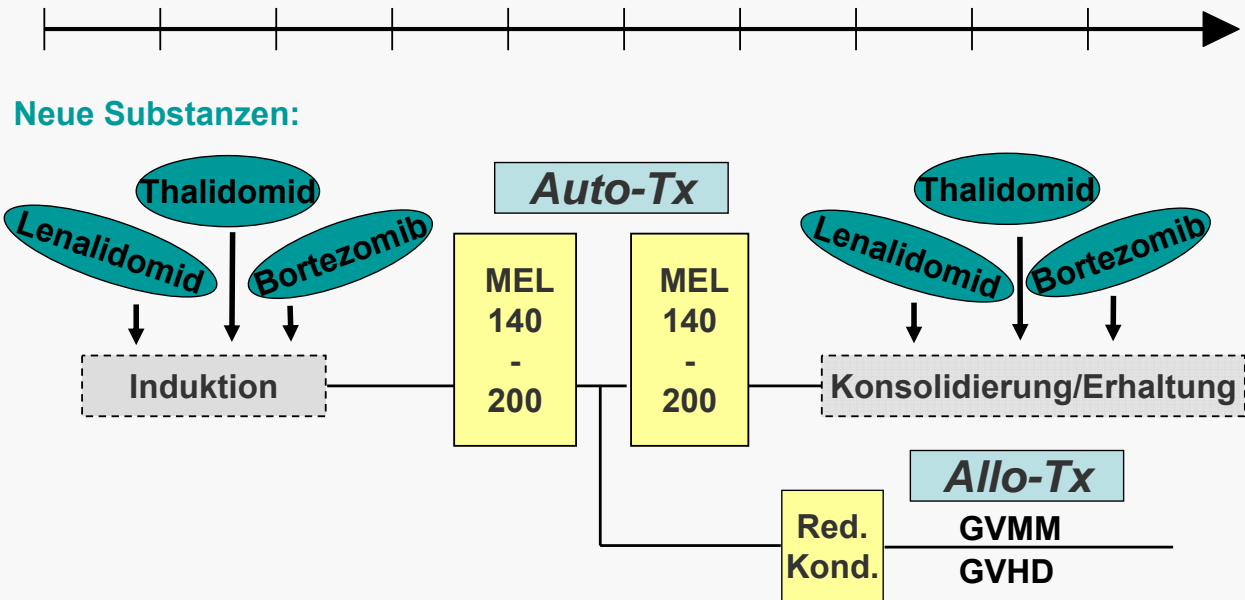 Neue Substanzen:
Thalidomid
Lenalidomid
Bortezomib
Induktion
Auto-Tx
MEL
140
-
200
MEL
140
-
200
Thalidomid
Lenalidomid
Bortezomib
Konsolidierung/Erhaltung
Allo-Tx
Red.
Kond.
GVMM
GVHD